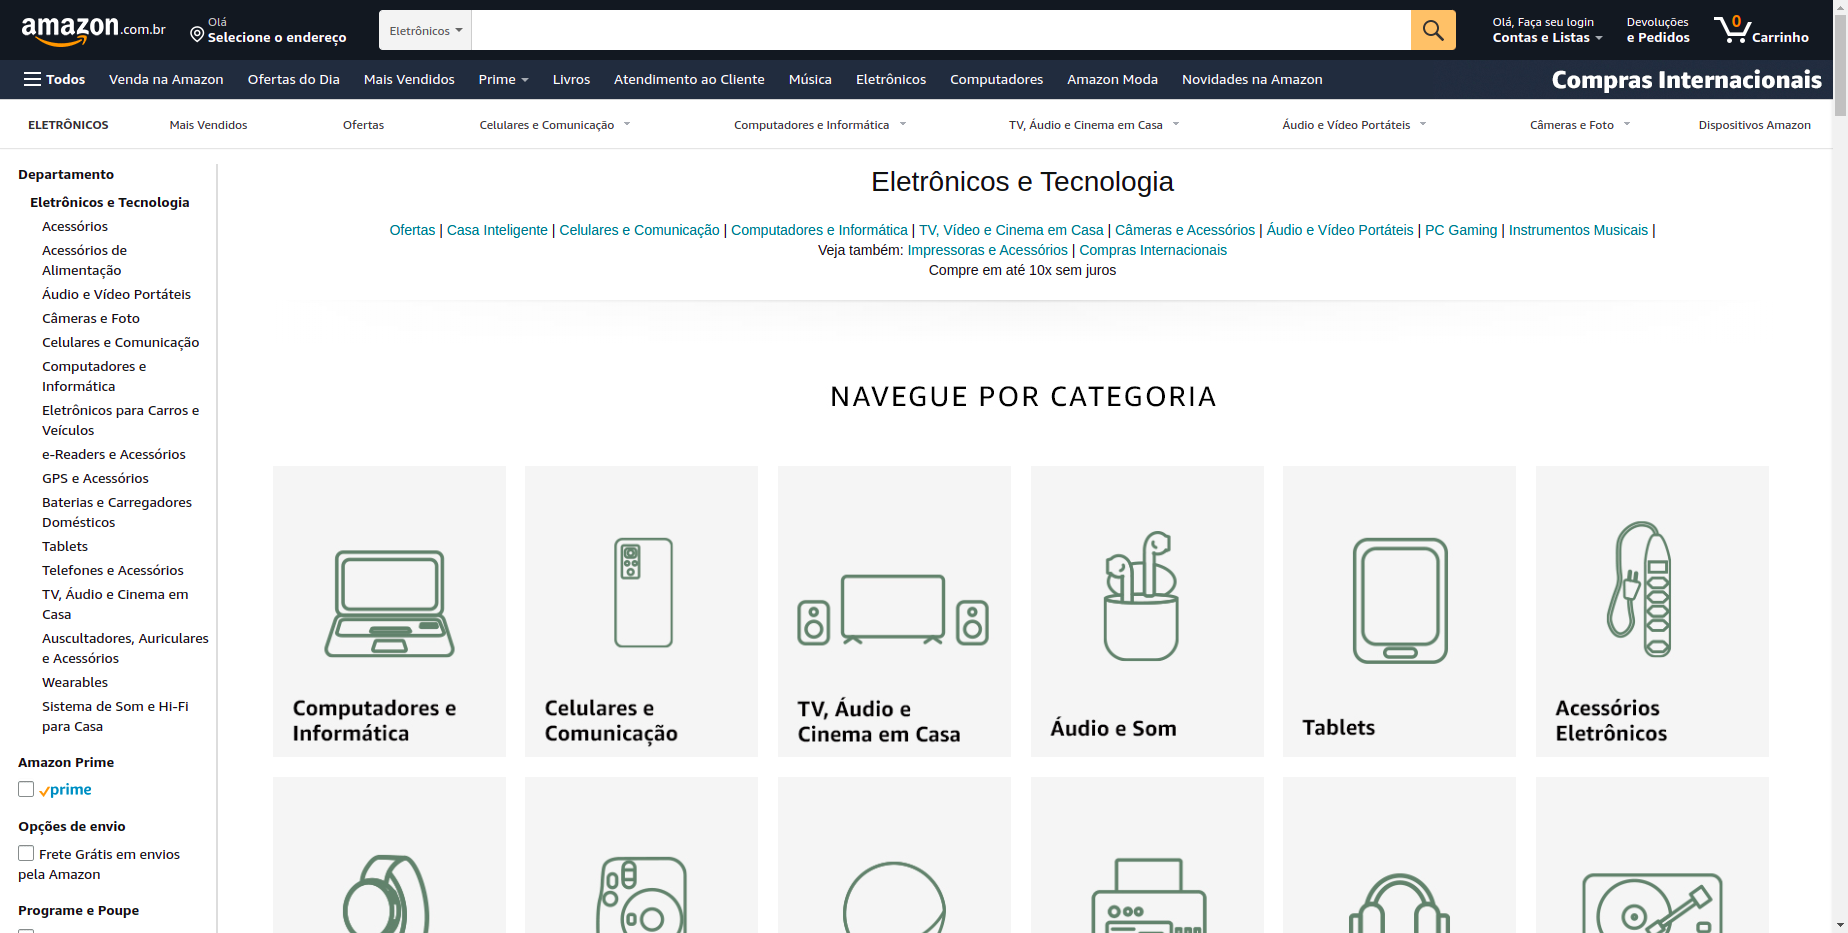 amazon.com.br
Olá
Selecione o endereço
Eletrônicos
Olá, Faça seu login
Contas e Listas
Devoluções
e Pedidos
0
Carrinho
Todos
Venda na Amazon
Ofertas do Dia
Mais Vendidos
Prime
Livros
Atendimento ao Cliente
Música
Eletrônicos
Computadores
Amazon Moda
Novidades na Amazon
Compras Internacionais
ELETRÔNICOS
Mais Vendidos
Ofertas
Celulares e Comunicação
Computadores e Informática
TV, Áudio e Cinema em Casa
Áudio e Vídeo Portáteis
Câmeras e Foto
Dispositivos Amazon
Departamento
Eletrônicos e Tecnologia
Acessórios
Acessórios de
Alimentação
Áudio e Vídeo Portáteis
Câmeras e Foto
Celulares e Comunicação
Computadores e
Informática
Eletrônicos para Carros e
Veículos
e-Readers e Acessórios
GPS e Acessórios
Baterias e Carregadores
Domésticos
Tablets
Telefones e Acessórios
TV, Áudio e Cinema em
Casa
Auscultadores, Auriculares
e Acessórios
Wearables
Sistema de Som e Hi-Fi
para Casa
Amazon Prime
prime
Opções de envio
Frete Grátis em envios
pela Amazon
Programe e Poupe
Eletrônicos e Tecnologia
Ofertas | Casa Inteligente | Celulares e Comunicação | Computadores e Informática | TV, Vídeo e Cinema em Casa | Câmeras e Acessórios | Áudio e Vídeo Portáteis | PC Gaming | Instrumentos Musicais |
Veja também: Impressoras e Acessórios | Compras Internacionais
Compre em até 10x sem juros
NAVEGUE POR CATEGORIA
Computadores e
Informática
Celulares e
Comunicação
TV, Áudio e
Cinema em Casa
Áudio e Som
Tablets
Acessórios
Eletrônicos